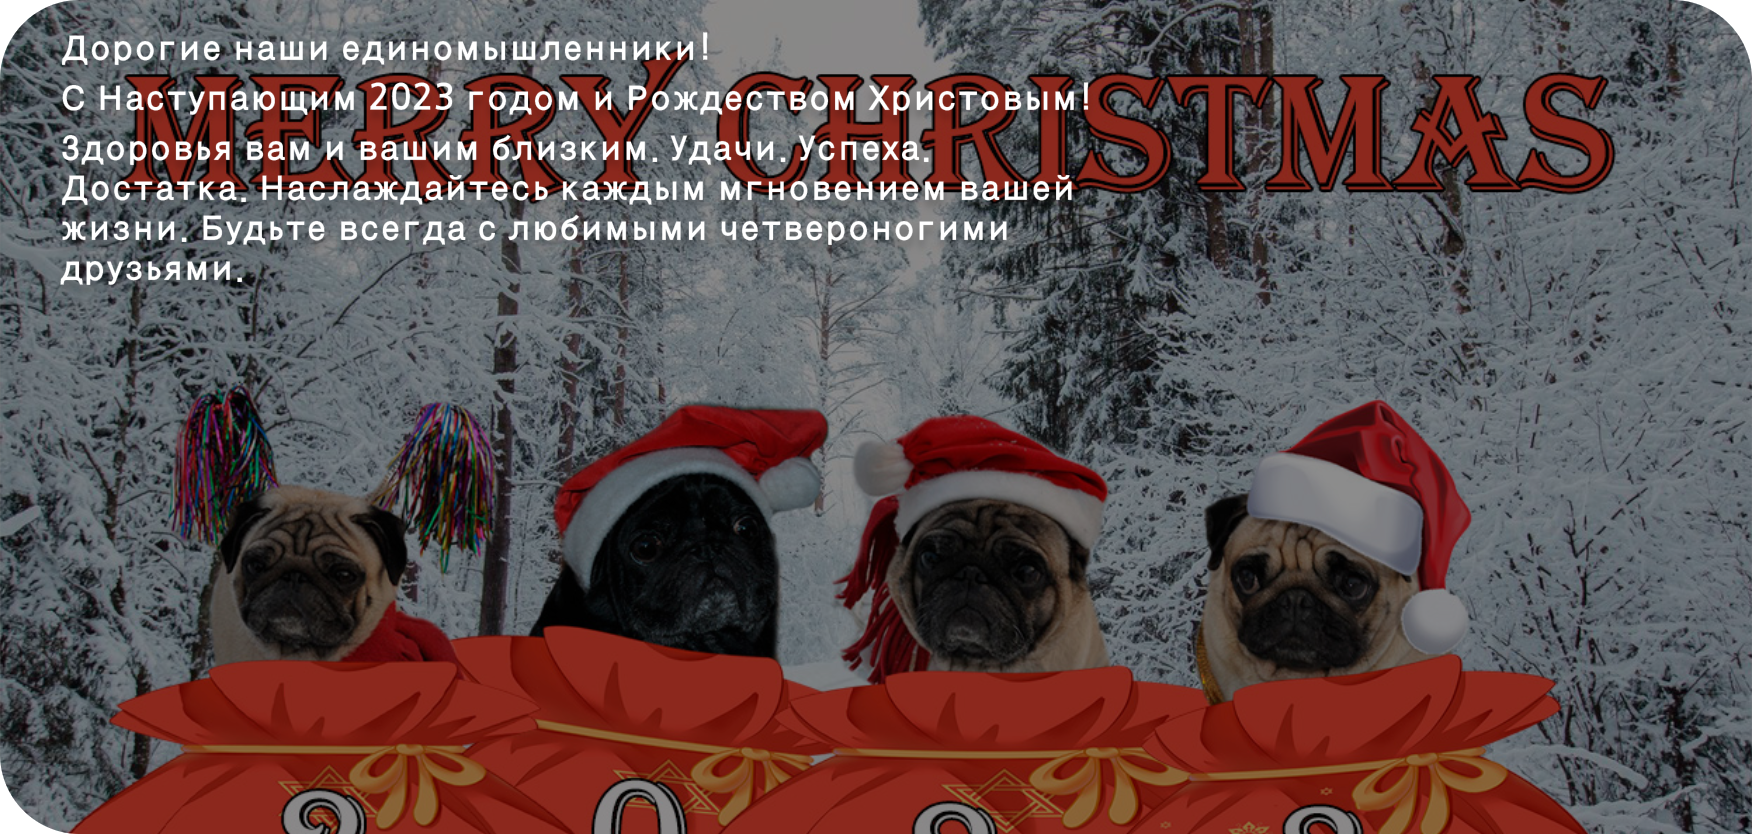 Дорогие наши единомышленники!
С Наступающим 2023 годом и Рождеством Христовым!
MERRY CHRISTMAS
Здоровья вам и вашим близким. Удачи. Успеха.
Достатка. Наслаждайтесь каждым мгновением вашей
жизни. Будьте всегда с любимыми четвероногими
друзьями.